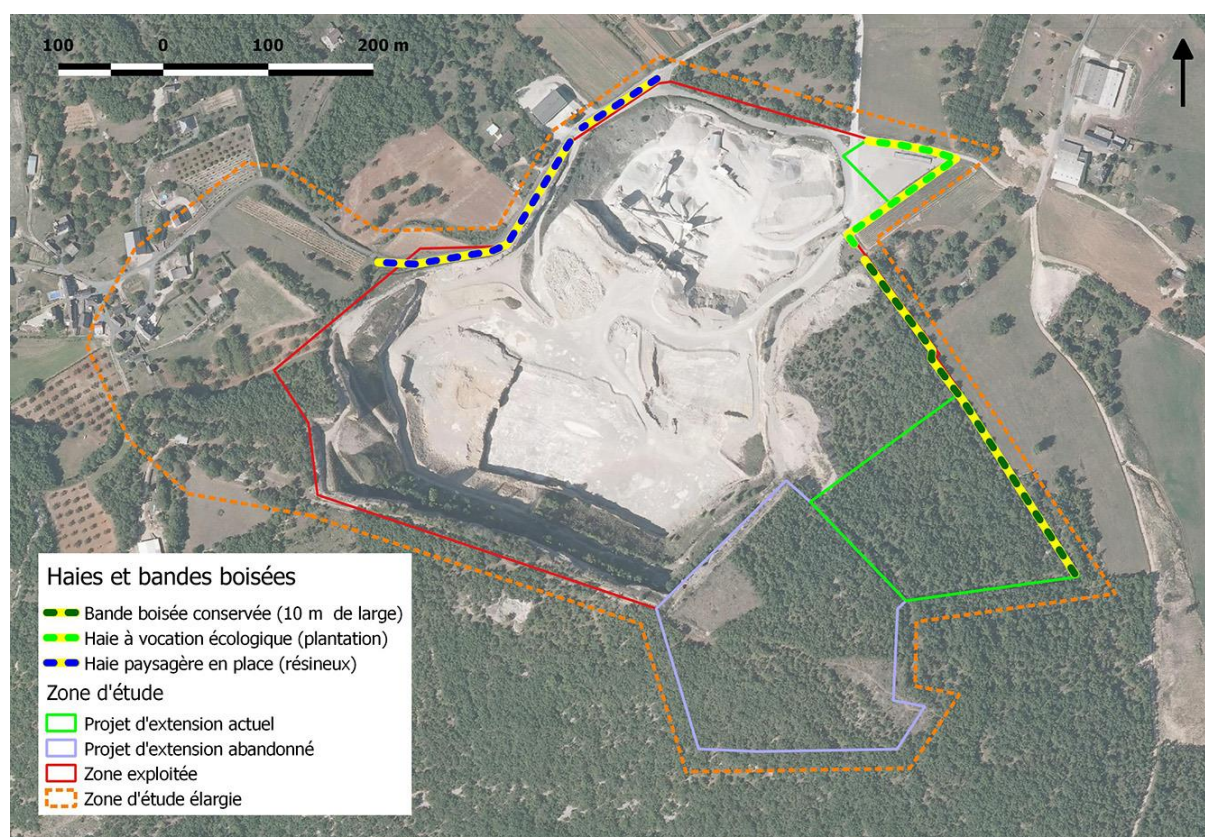 100 0 100 200 m
Haies et bandes boisées
Bande boisée conservée (10 m de large)
Haie à vocation écologique (plantation)
Haie paysagère en place (résineux)
Zone d'étude
Projet d'extension actuel
Projet d'extension abandonné
Zone exploitée
Zone d'étude élargie